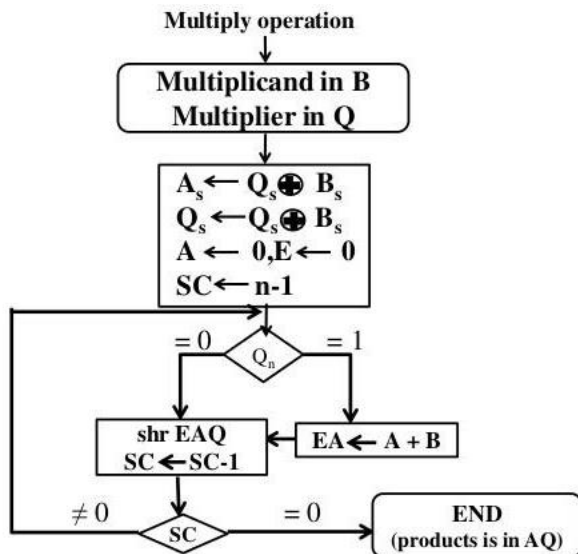 Multiply operation
Multiplicand in B
Multiplier in Q
Aₛ ← Qₛ ⊕ Bₛ
Qₛ ← Qₛ ⊕ Bₛ
A ← 0,E ← 0
SC ← n-1
= 0
= 1
Qₙ
shr EAQ
SC ← SC-1
EA ← A + B
≠ 0
SC
= 0
END
(products is in AQ)